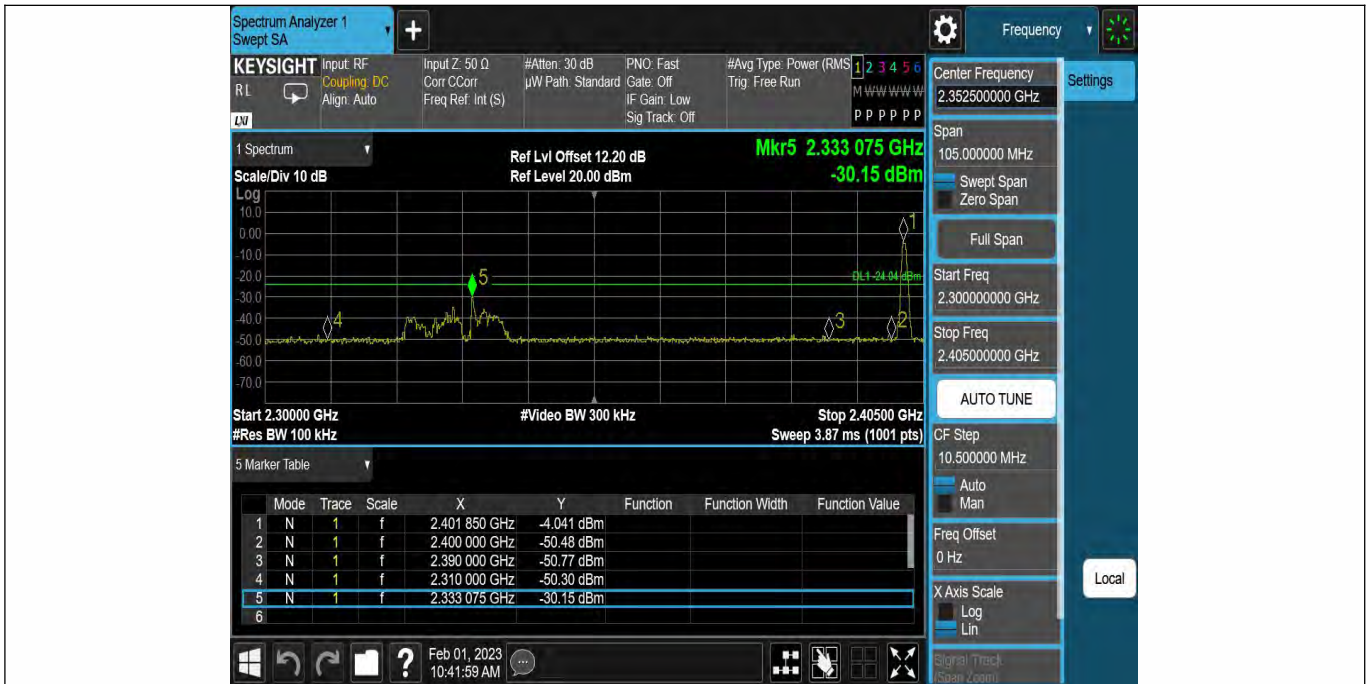 Spectrum Analyzer 1
Swept SA
+
Frequency
KEYSIGHT
RL
LXI
Input: RF
Coupling: DC
Align: Auto
Input Z: 50 Ω
Corr CCorr
Freq Ref: Int (S)
#Atten: 30 dB
µW Path: Standard
PNO: Fast
Gate: Off
IF Gain: Low
Sig Track: Off
#Avg Type: Power (RMS
Trig: Free Run
1 2 3 4 5 6
M W W W W W
P P P P P P
1 Spectrum
Scale/Div 10 dB
Ref Lvl Offset 12.20 dB
Ref Level 20.00 dBm
Mkr5 2.333 075 GHz
-30.15 dBm
Log
10.0
0.00
-10.0
-20.0
-30.0
-40.0
-50.0
-60.0
-70.0
1
5
DL1 -24.04 dBm
4
3
2
Start 2.30000 GHz
#Res BW 100 kHz
#Video BW 300 kHz
Stop 2.40500 GHz
Sweep 3.87 ms (1001 pts)
5 Marker Table
Mode Trace Scale X Y Function Function Width Function Value
1 N 1 f 2.401 850 GHz -4.041 dBm
2 N 1 f 2.400 000 GHz -50.48 dBm
3 N 1 f 2.390 000 GHz -50.77 dBm
4 N 1 f 2.310 000 GHz -50.30 dBm
5 N 1 f 2.333 075 GHz -30.15 dBm
6
?
Feb 01, 2023
10:41:59 AM
Center Frequency
2.352500000 GHz
Settings
Span
105.000000 MHz
Swept Span
Zero Span
Full Span
Start Freq
2.300000000 GHz
Stop Freq
2.405000000 GHz
AUTO TUNE
CF Step
10.500000 MHz
Auto
Man
Freq Offset
0 Hz
X Axis Scale
Log
Lin
Signal Track
(Span Zoom)
Local